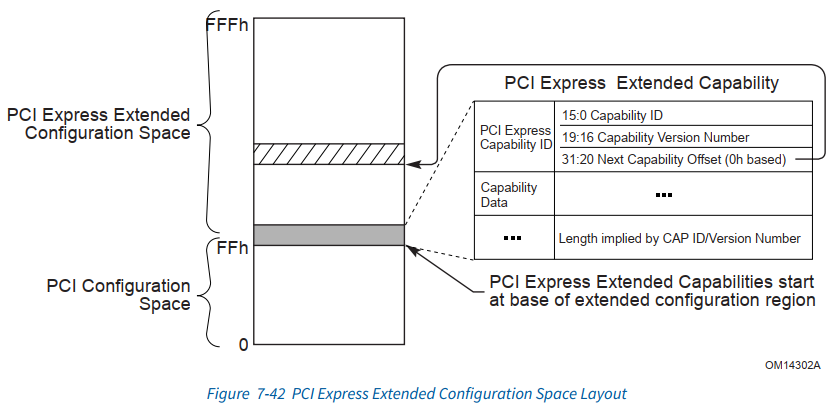 FFFh
PCI Express Extended
Configuration Space
FFh
PCI Configuration
Space
0
PCI Express Extended Capability
PCI Express
Capability ID
15:0 Capability ID
19:16 Capability Version Number
31:20 Next Capability Offset (0h based)
Capability
Data
...
...
Length implied by CAP ID/Version Number
PCI Express Extended Capabilities start
at base of extended configuration region
OM14302A
Figure 7-42 PCI Express Extended Configuration Space Layout